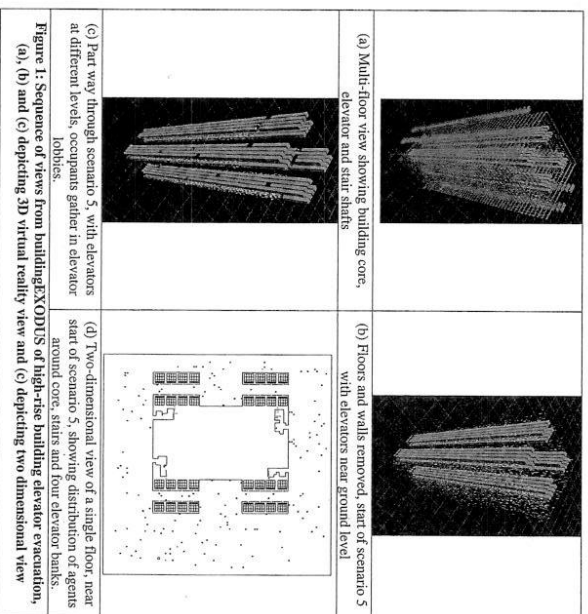 (a) Multi-floor view showing building core,
elevator and stair shafts
(b) Floors and walls removed, start of scenario 5
with elevators near ground level
(c) Part way through scenario 5, with elevators
at different levels, occupants gather in elevator
lobbies.
(d) Two-dimensional view of a single floor, near
start of scenario 5, showing distribution of agents
around core, stairs and four elevator banks.
Figure 1: Sequence of views from buildingEXODUS of high-rise building elevator evacuation,
(a), (b) and (c) depicting 3D virtual reality view and (c) depicting two dimensional view